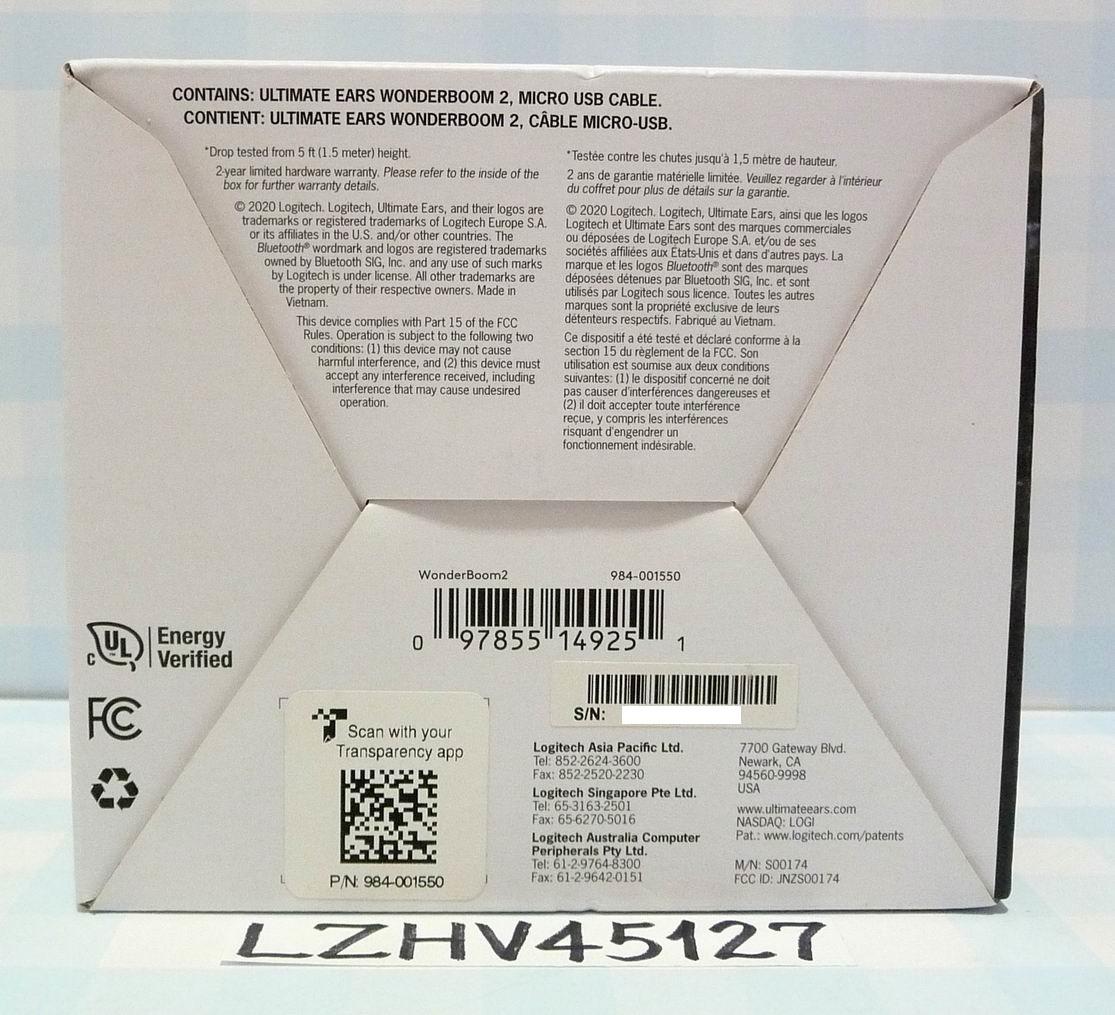 CONTAINS: ULTIMATE EARS WONDERBOOM 2, MICRO USB CABLE.
CONTIENT: ULTIMATE EARS WONDERBOOM 2, CÂBLE MICRO-USB.
*Drop tested from 5 ft (1.5 meter) height.
2-year limited hardware warranty. Please refer to the inside of the
box for further warranty details.
© 2020 Logitech. Logitech, Ultimate Ears, and their logos are
trademarks or registered trademarks of Logitech Europe S.A.
or its affiliates in the U.S. and/or other countries. The
Bluetooth® wordmark and logos are registered trademarks
owned by Bluetooth SIG, Inc. and any use of such marks
by Logitech is under license. All other trademarks are
the property of their respective owners. Made in
Vietnam.
This device complies with Part 15 of the FCC
Rules. Operation is subject to the following two
conditions: (1) this device may not cause
harmful interference, and (2) this device must
accept any interference received, including
interference that may cause undesired
operation.
*Testée contre les chutes jusqu'à 1,5 mètre de hauteur.
2 ans de garantie matérielle limitée. Veuillez regarder à l'intérieur
du coffret pour plus de détails sur la garantie.
© 2020 Logitech. Logitech, Ultimate Ears, ainsi que les logos
Logitech et Ultimate Ears sont des marques commerciales
ou déposées de Logitech Europe S.A. et/ou de ses
sociétés affiliées aux États-Unis et dans d'autres pays. La
marque et les logos Bluetooth® sont des marques
déposées détenues par Bluetooth SIG, Inc. et sont
utilisés par Logitech sous licence. Toutes les autres
marques sont la propriété exclusive de leurs
détenteurs respectifs. Fabriqué au Vietnam.
Ce dispositif a été testé et déclaré conforme à la
section 15 du règlement de la FCC. Son
utilisation est soumise aux deux conditions
suivantes: (1) le dispositif concerné ne doit
pas causer d'interférences dangereuses et
(2) il doit accepter toute interférence
reçue, y compris les interférences
risquant d'engendrer un
fonctionnement indésirable.
WonderBoom2 984-001550
0 97855 14925 1
c UL Energy
Verified
FC
S/N:
Scan with your
Transparency app
P/N: 984-001550
Logitech Asia Pacific Ltd.
Tel: 852-2624-3600
Fax: 852-2520-2230
Logitech Singapore Pte Ltd.
Tel: 65-3163-2501
Fax: 65-6270-5016
Logitech Australia Computer
Peripherals Pty Ltd.
Tel: 61-2-9764-8300
Fax: 61-2-9642-0151
7700 Gateway Blvd.
Newark, CA
94560-9998
USA
www.ultimateears.com
NASDAQ: LOGI
Pat.: www.logitech.com/patents
M/N: S00174
FCC ID: JNZS00174
LZHV45127